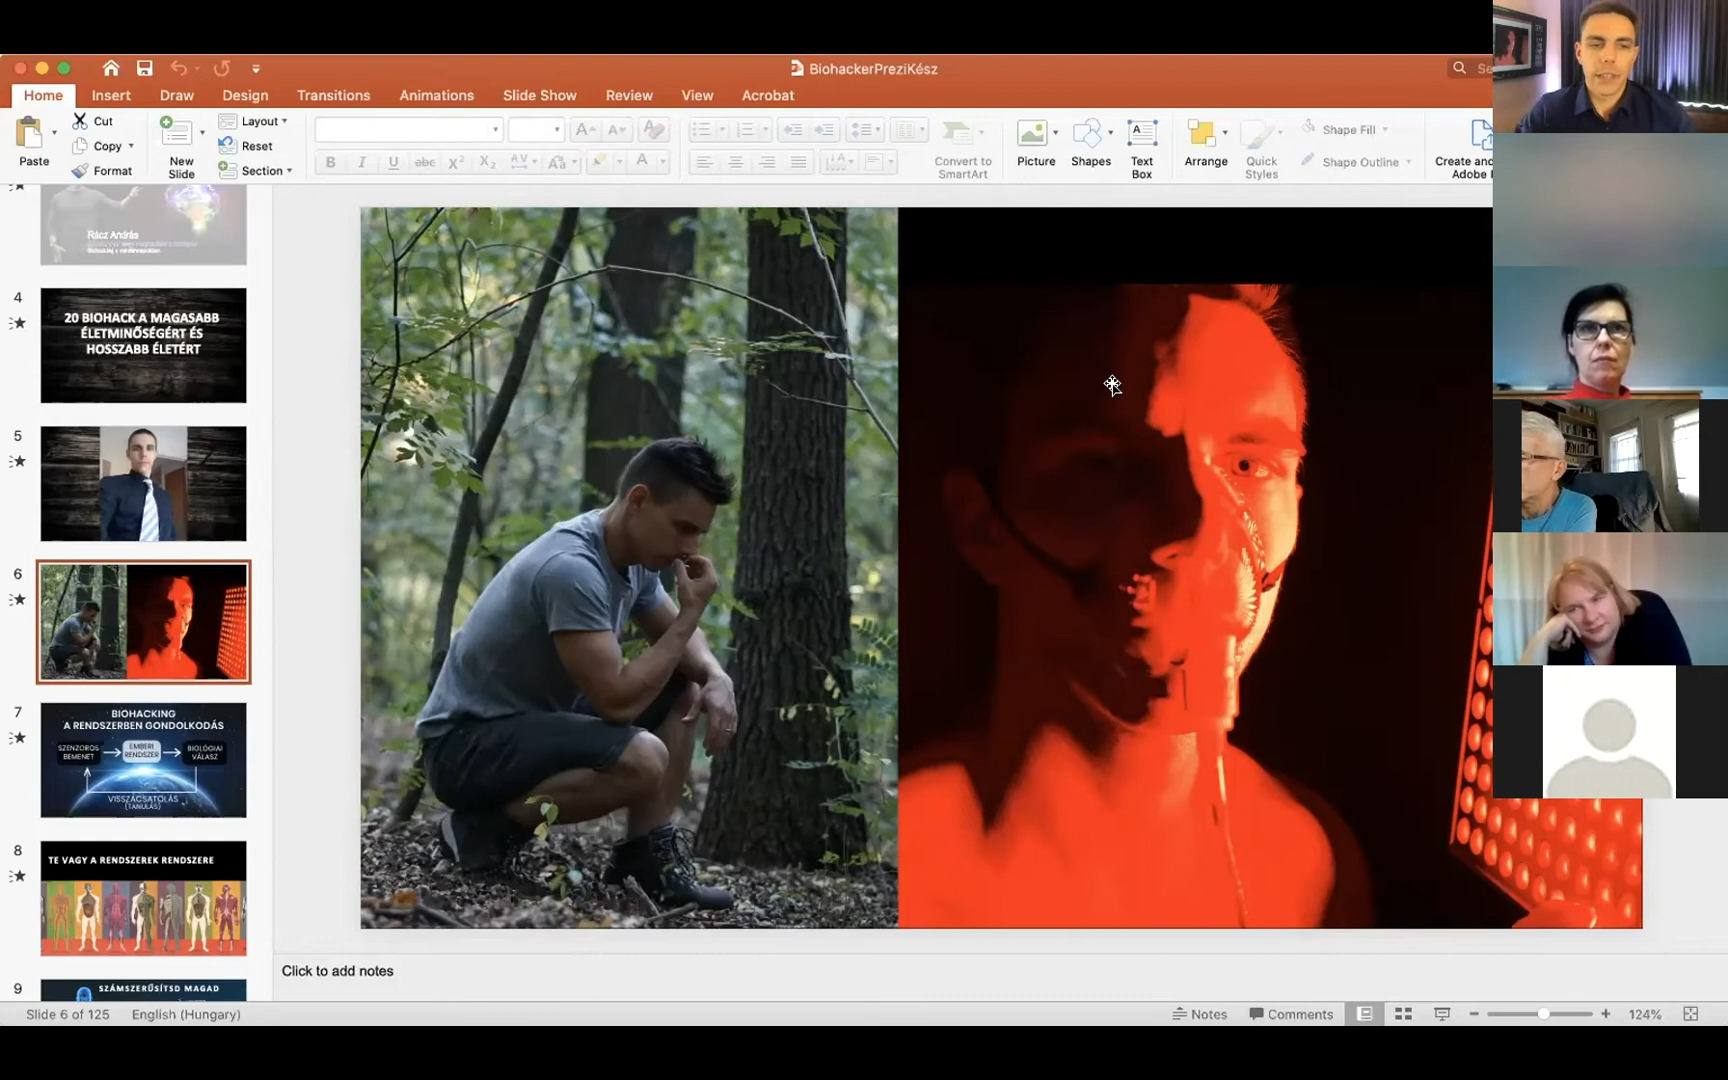 BiohackerPreziKész
Se
Home Insert Draw Design Transitions Animations Slide Show Review View Acrobat
Paste
Cut
Copy
Format
New
Slide
Layout
Reset
Section
Convert to
SmartArt
Picture
Shapes
Text
Box
Arrange
Quick
Styles
Shape Fill
Shape Outline
Create and
Adobe
Rácz András
4
20 BIOHACK A MAGASABB
ÉLETMINŐSÉGÉRT ÉS
HOSSZABB ÉLETÉRT
5
6
7
BIOHACKING
A RENDSZERBEN GONDOLKODÁS
SZENZOROS
BEMENET
EMBERI
RENDSZER
BIOLÓGIAI
VÁLASZ
VISSZACSATOLÁS
(TANULÁS)
8
TE VAGY A RENDSZEREK RENDSZERE
9
SZÁMSZERŰSÍTSD MAGAD
Click to add notes
Slide 6 of 125 English (Hungary) Notes Comments 124%